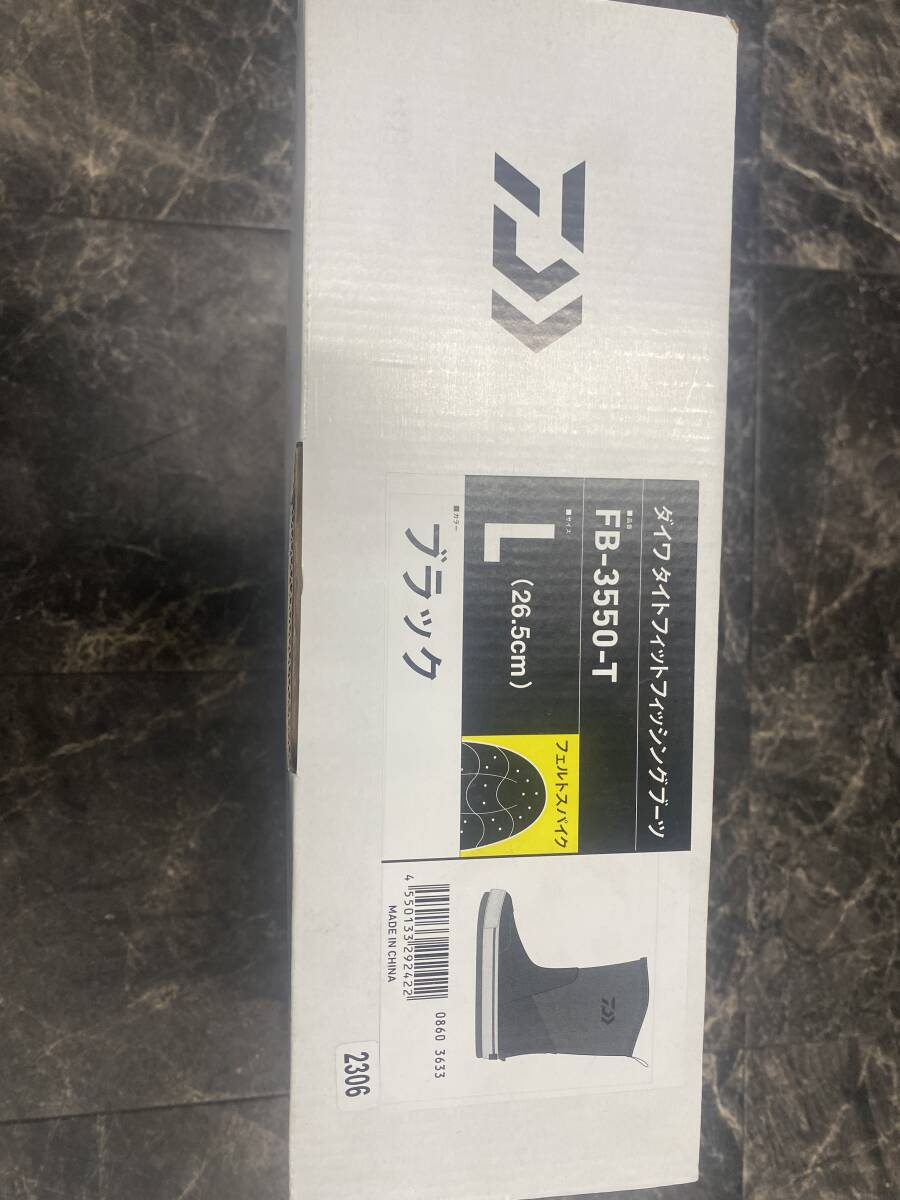 ダイワ タイトフィットフィッシングブーツ
■品番
FB-3550-T
■サイズ
L (26.5cm)
フェルトスパイク
■カラー
ブラック
4 550133 292422
MADE IN CHINA
0860 3633
2306